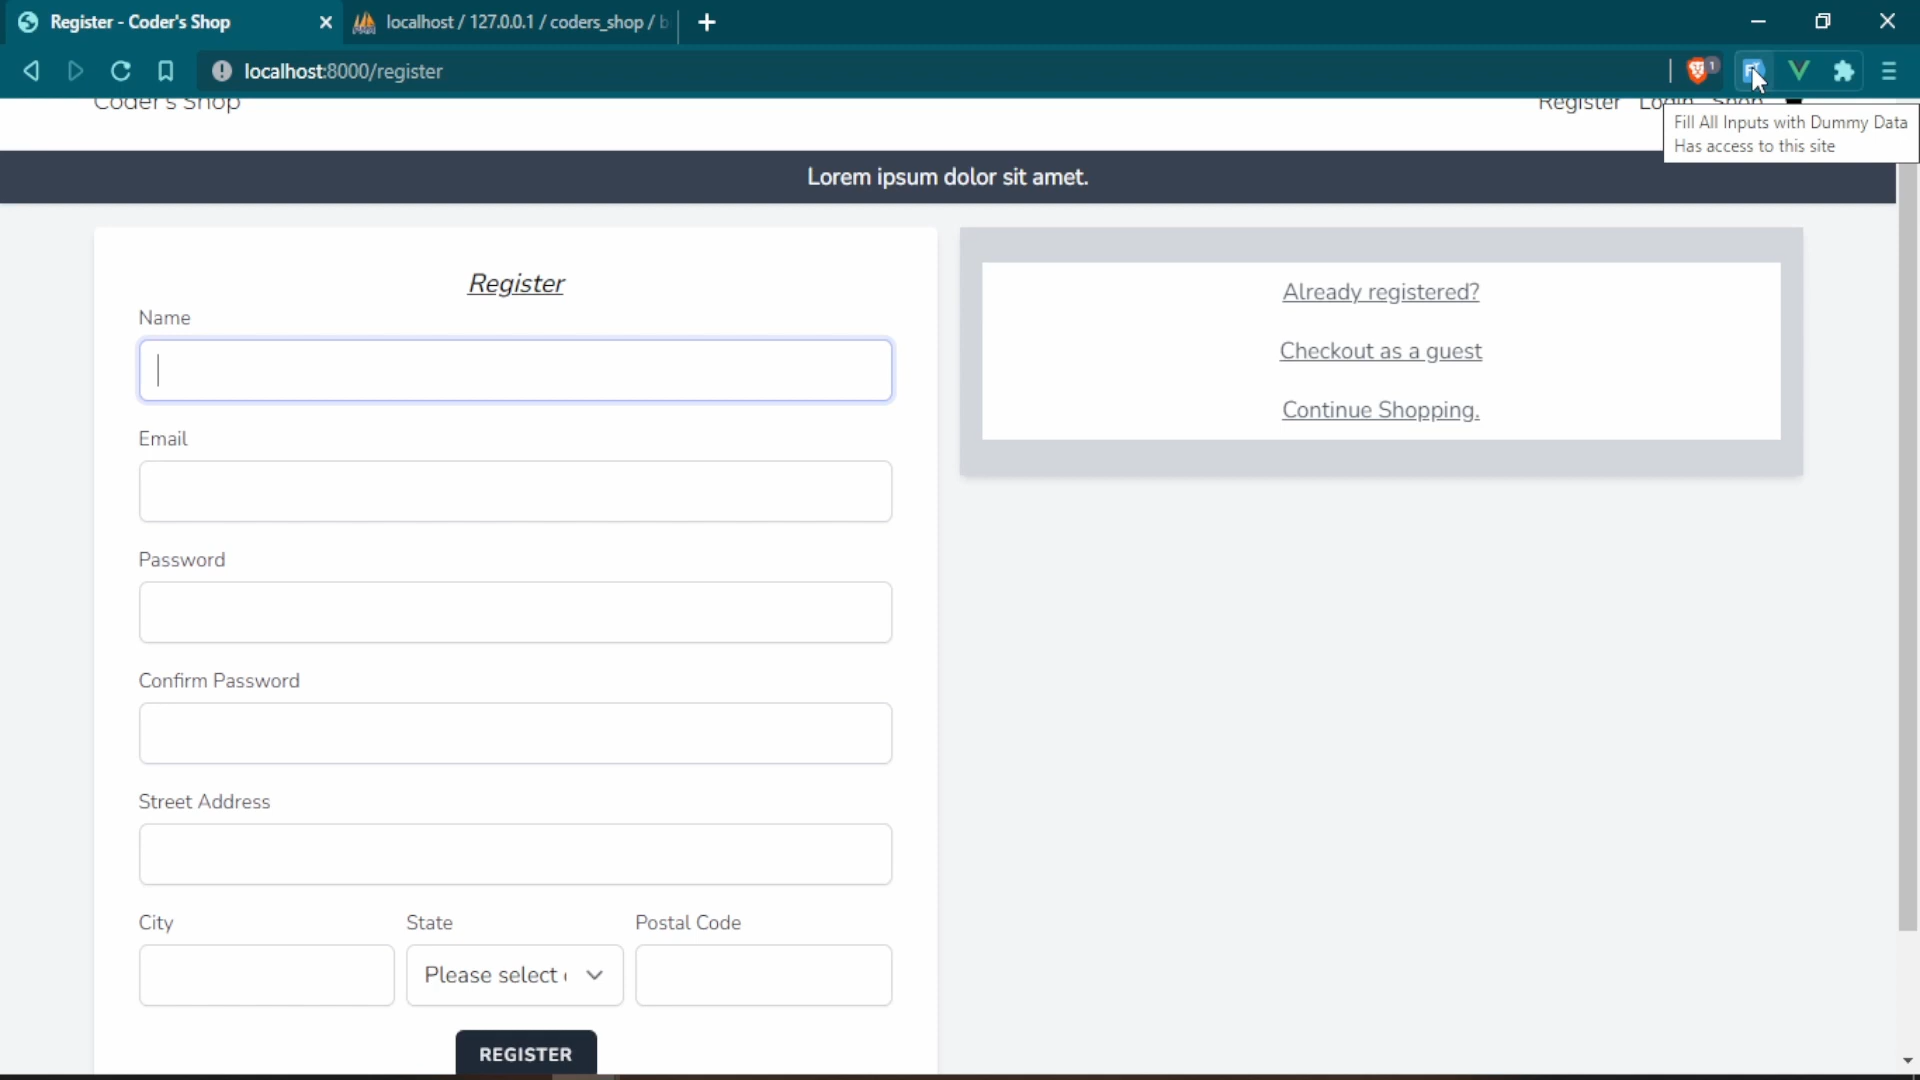 Register - Coder's Shop
localhost / 127.0.0.1 / coders_shop / b
localhost:8000/register
1
Coder's Shop
Register Login Shop
Fill All Inputs with Dummy Data
Has access to this site
Lorem ipsum dolor sit amet.
Register
Name
Email
Password
Confirm Password
Street Address
City State Postal Code
Please select
REGISTER
Already registered?
Checkout as a guest
Continue Shopping.